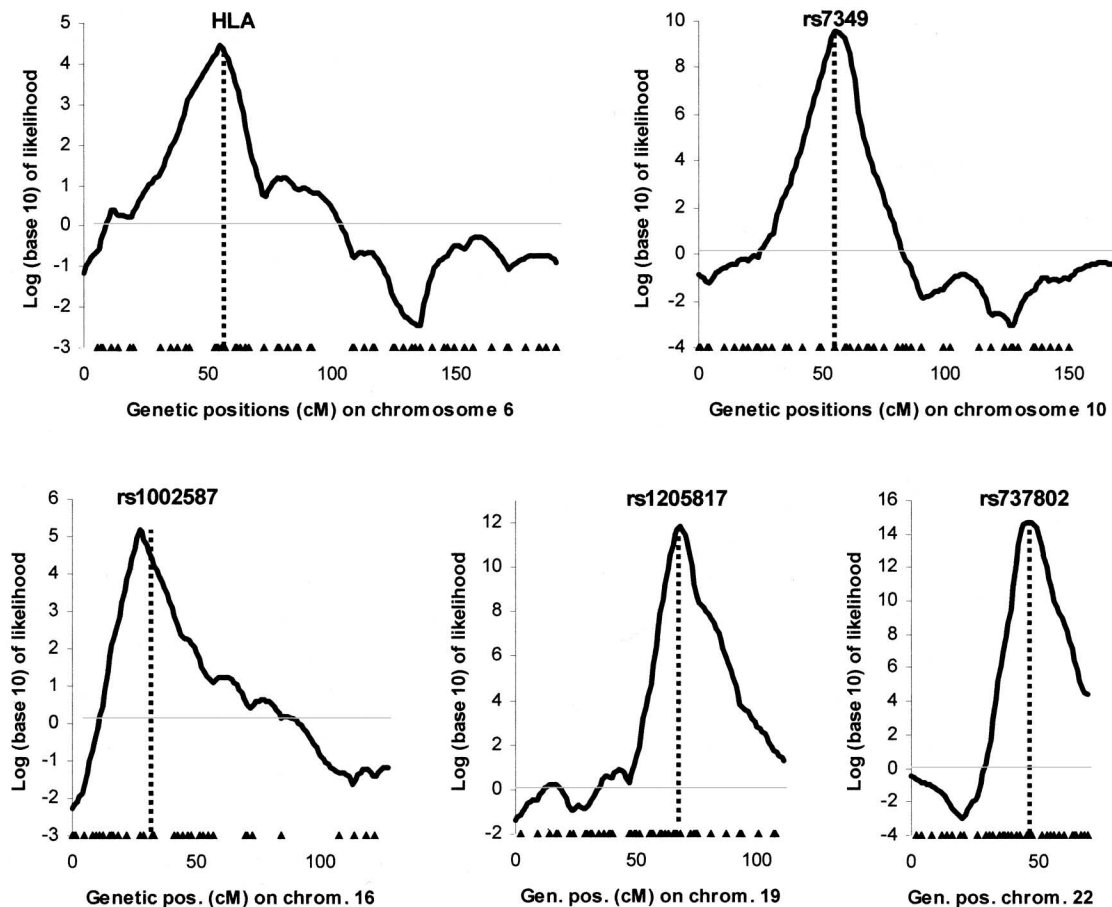 HLA
5
4
3
2
1
0
-1
-2
-3
Log (base 10) of likelihood
0 50 100 150
Genetic positions (cM) on chromosome 6
rs7349
10
8
6
4
2
0
-2
-4
Log (base 10) of likelihood
0 50 100 150
Genetic positions (cM) on chromosome 10
rs1002587
6
5
4
3
2
1
0
-1
-2
-3
Log (base 10) of likelihood
0 50 100
Genetic pos. (cM) on chrom. 16
rs1205817
12
10
8
6
4
2
0
-2
Log (base 10) of likelihood
0 50 100
Gen. pos. (cM) on chrom. 19
rs737802
16
14
12
10
8
6
4
2
0
-2
-4
Log (base 10) of likelihood
0 50
Gen. pos. chrom. 22